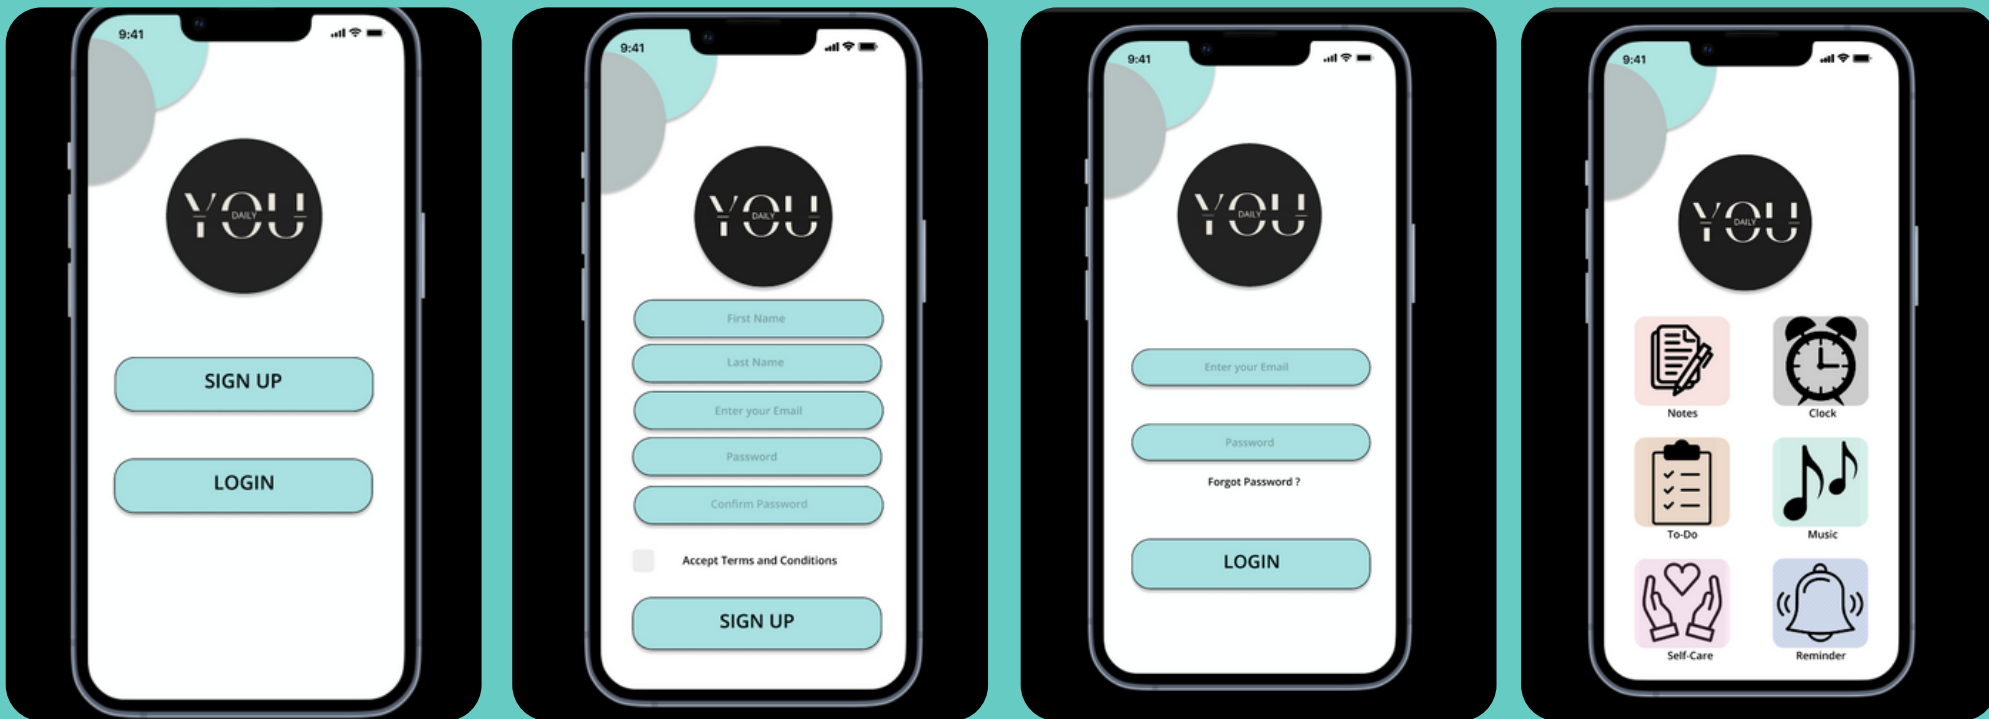 9:41
YOU
DAILY
SIGN UP
LOGIN
9:41
YOU
DAILY
First Name
Last Name
Enter your Email
Password
Confirm Password
Accept Terms and Conditions
SIGN UP
9:41
YOU
DAILY
Enter your Email
Password
Forgot Password ?
LOGIN
9:41
YOU
DAILY
Notes Clock
To-Do Music
Self-Care Reminder